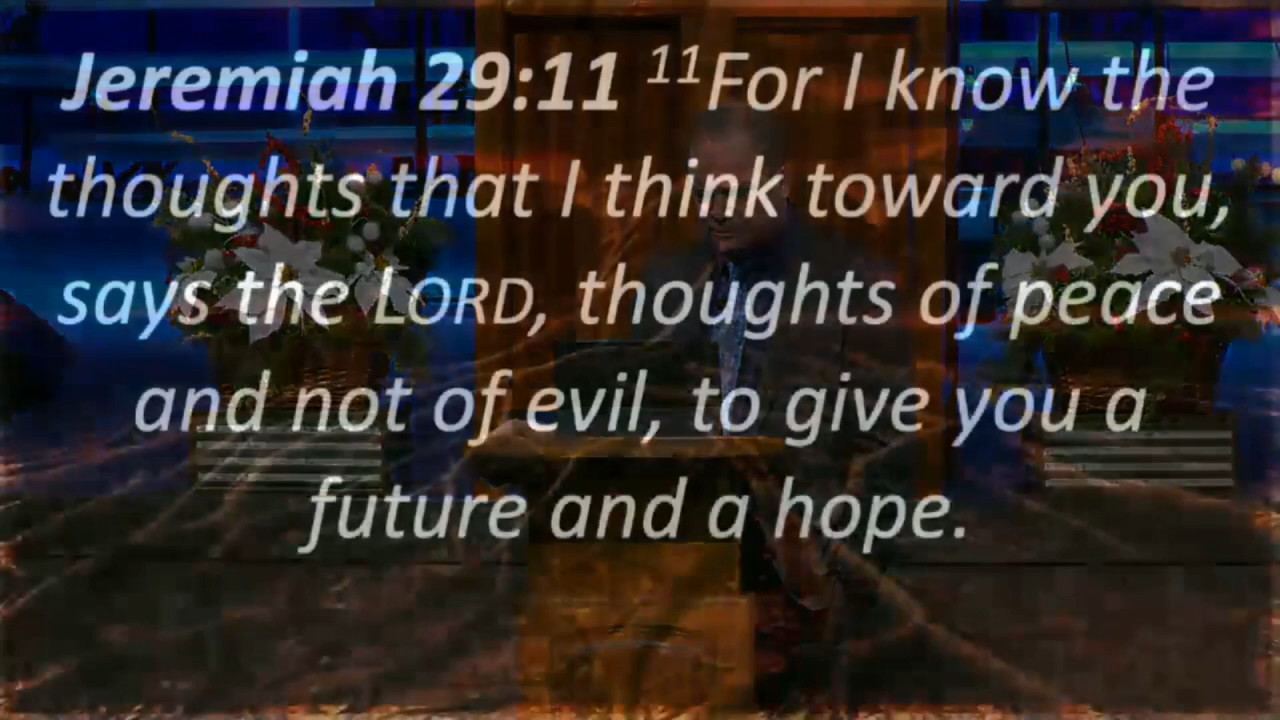 Jeremiah 29:11 ¹¹For I know the
thoughts that I think toward you,
says the LORD, thoughts of peace
and not of evil, to give you a
future and a hope.